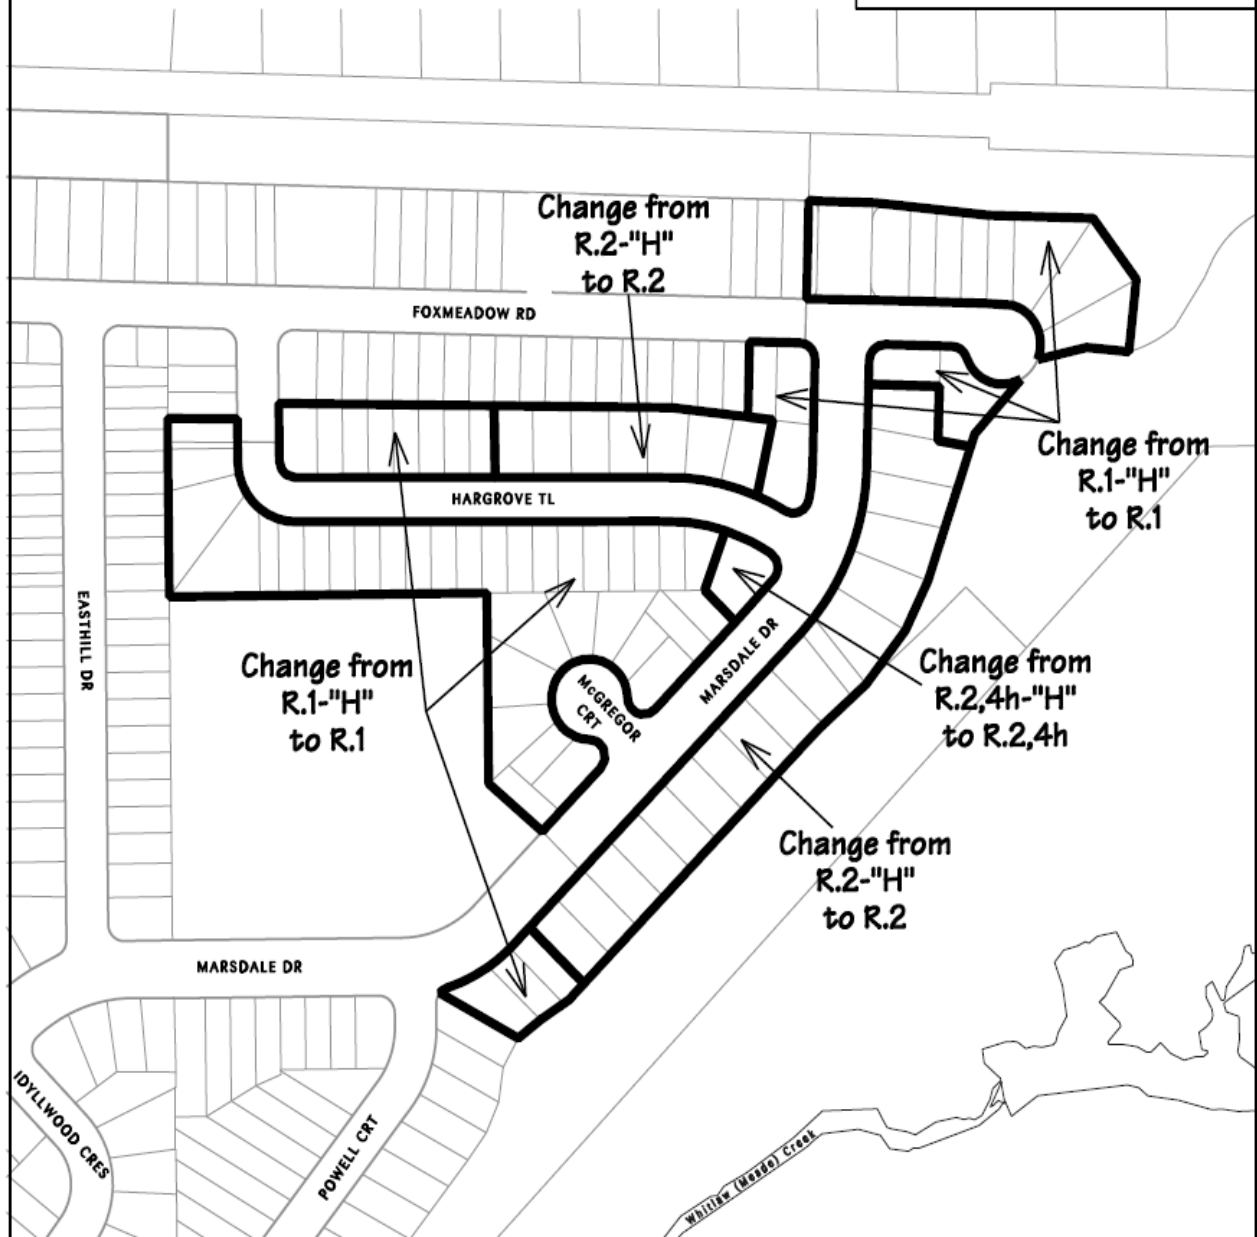 Change from
R.2-"H"
to R.2
FOXMEADOW RD
Change from
R.1-"H"
to R.1
HARGROVE TL
EASTHILL DR
Change from
R.1-"H"
to R.1
McGREGOR
CRT
MARSDALE DR
Change from
R.2,4h-"H"
to R.2,4h
Change from
R.2-"H"
to R.2
MARSDALE DR
IDYLLWOOD CRES
POWELL CRT
Whitlaw (Meade) Creek